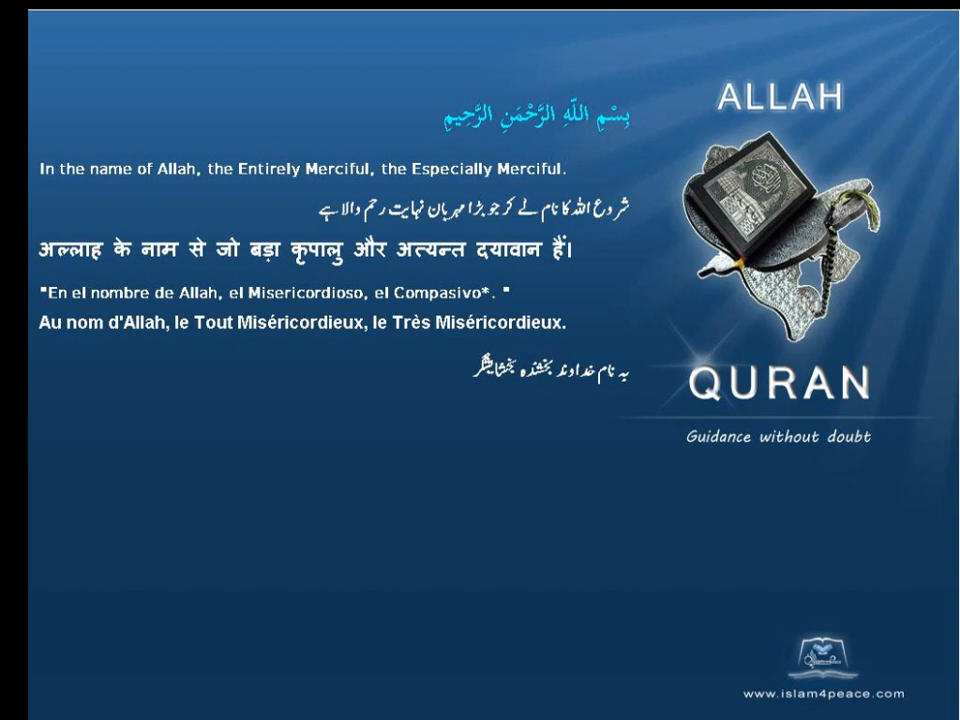 بِسْمِ اللّهِ الرَّحْمَنِ الرَّحِيمِ
In the name of Allah, the Entirely Merciful, the Especially Merciful.
شروع الله کا نام لے کر جو بڑا مہربان نہایت رحم والا ہے
अल्लाह के नाम से जो बड़ा कृपालु और अत्यन्त दयावान हैं।
"En el nombre de Allah, el Misericordioso, el Compasivo*. "
Au nom d'Allah, le Tout Miséricordieux, le Très Miséricordieux.
به نام خداوند بخشنده بخشایشگر
ALLAH
QURAN
Guidance without doubt
www.islam4peace.com